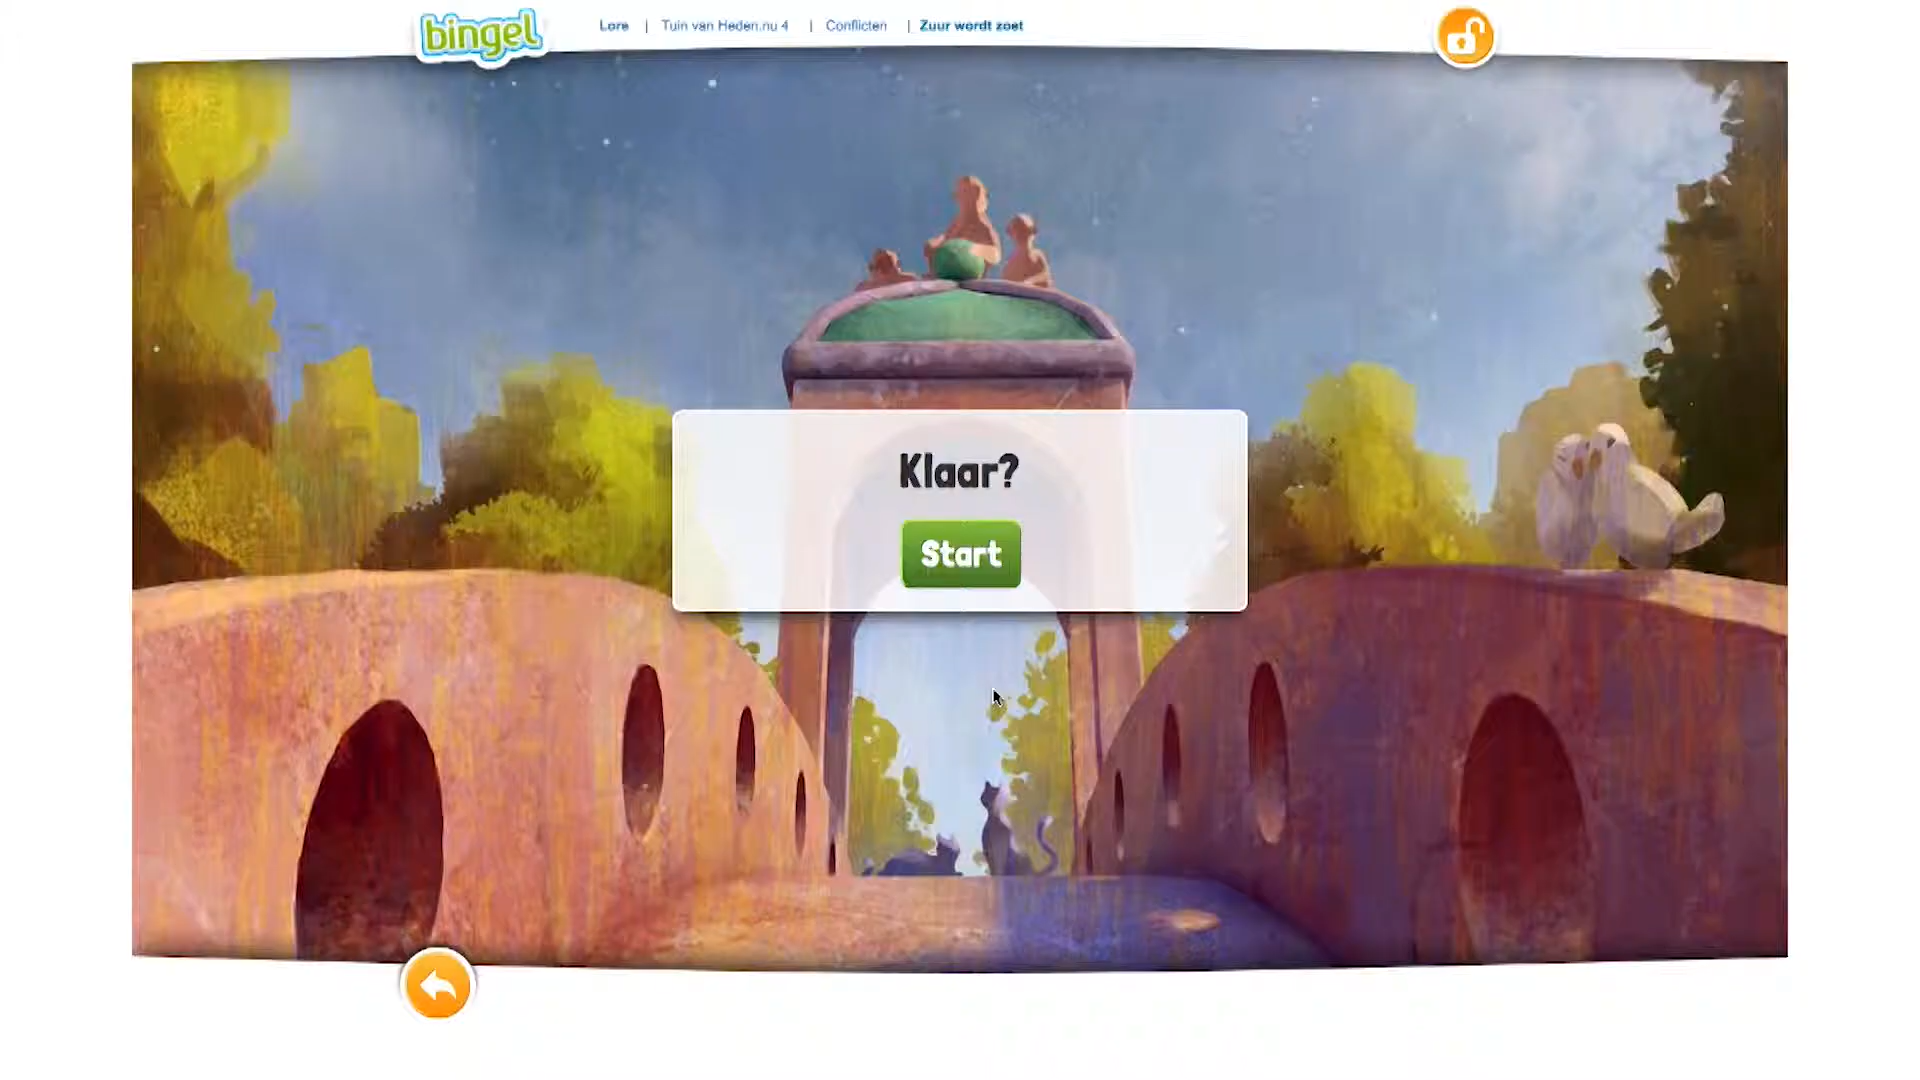 bingel
Lore | Tuin van Heden.nu 4 | Conflicten | Zuur wordt zoet
Klaar?
Start